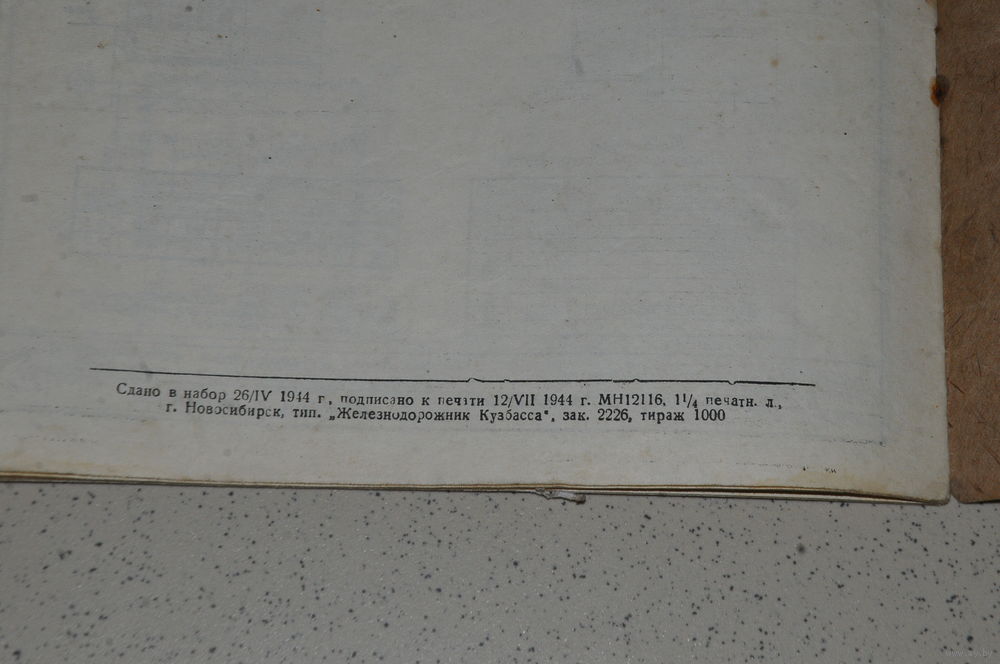 Сдано в набор 26/IV 1944 г, подписано к печати 12/VII 1944 г. МН12116, 1¹/₄ печатн. л.,
г. Новосибирск, тип. „Железнодорожник Кузбасса", зак. 2226, тираж 1000